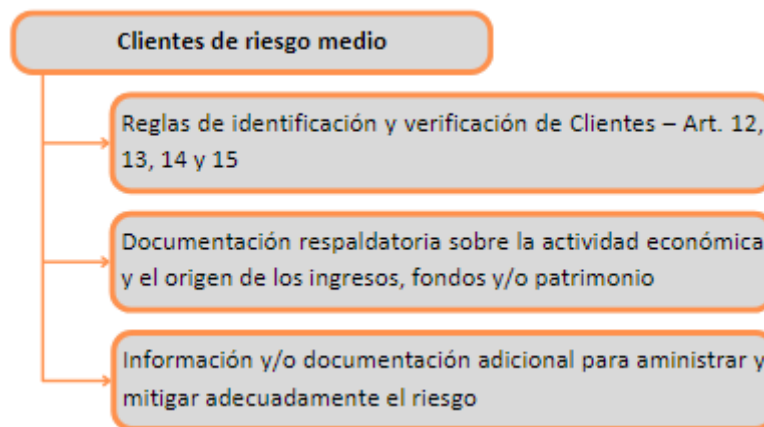 Clientes de riesgo medio
Reglas de identificación y verificación de Clientes – Art. 12,
13, 14 y 15
Documentación respaldatoria sobre la actividad económica
y el origen de los ingresos, fondos y/o patrimonio
Información y/o documentación adicional para aministrar y
mitigar adecuadamente el riesgo